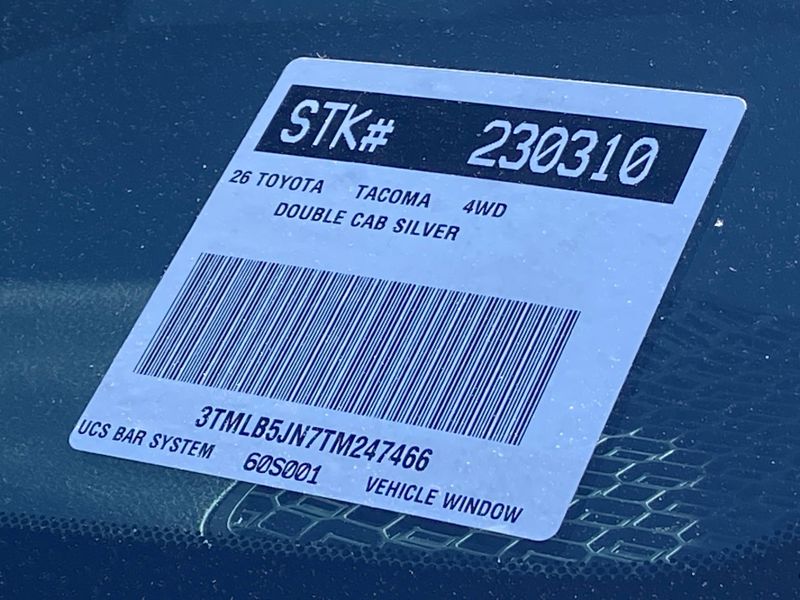 STK# 230310
26 TOYOTA TACOMA 4WD
DOUBLE CAB SILVER
3TMLB5JN7TM247466
UCS BAR SYSTEM 60S001 VEHICLE WINDOW